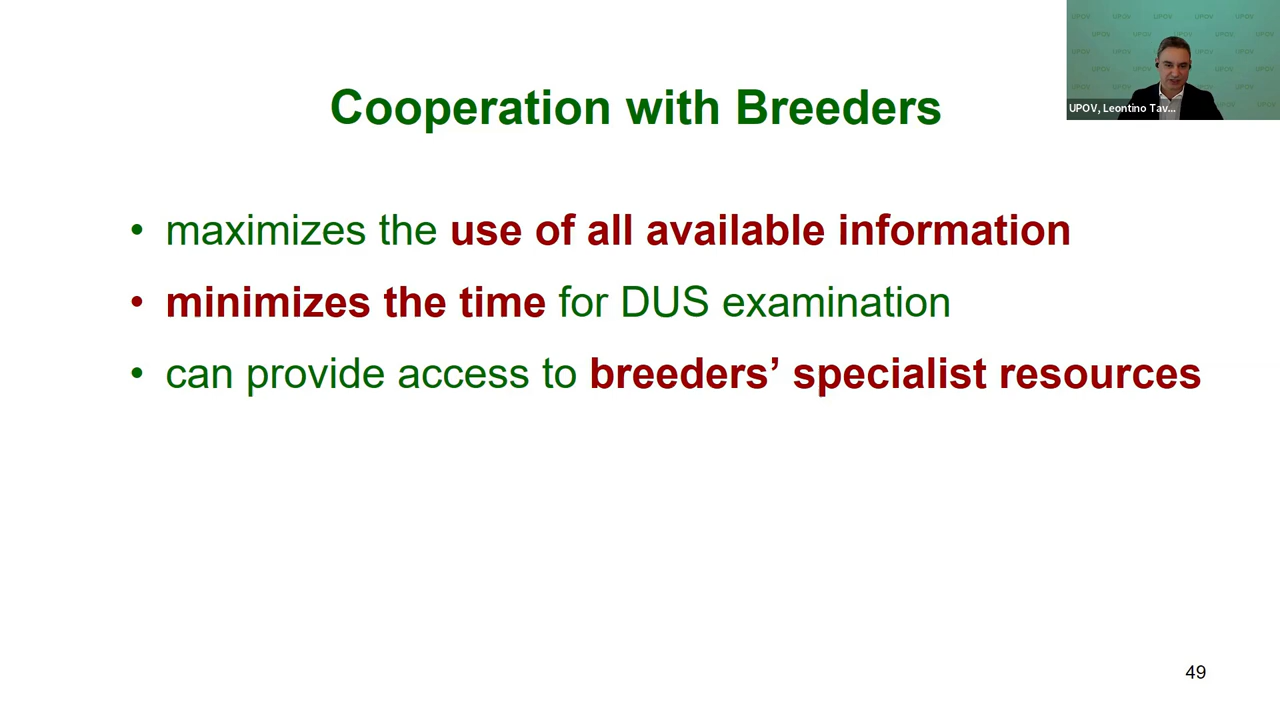 Cooperation with Breeders
UPOV, Leontino Tav...
• maximizes the use of all available information
• minimizes the time for DUS examination
• can provide access to breeders’ specialist resources
49